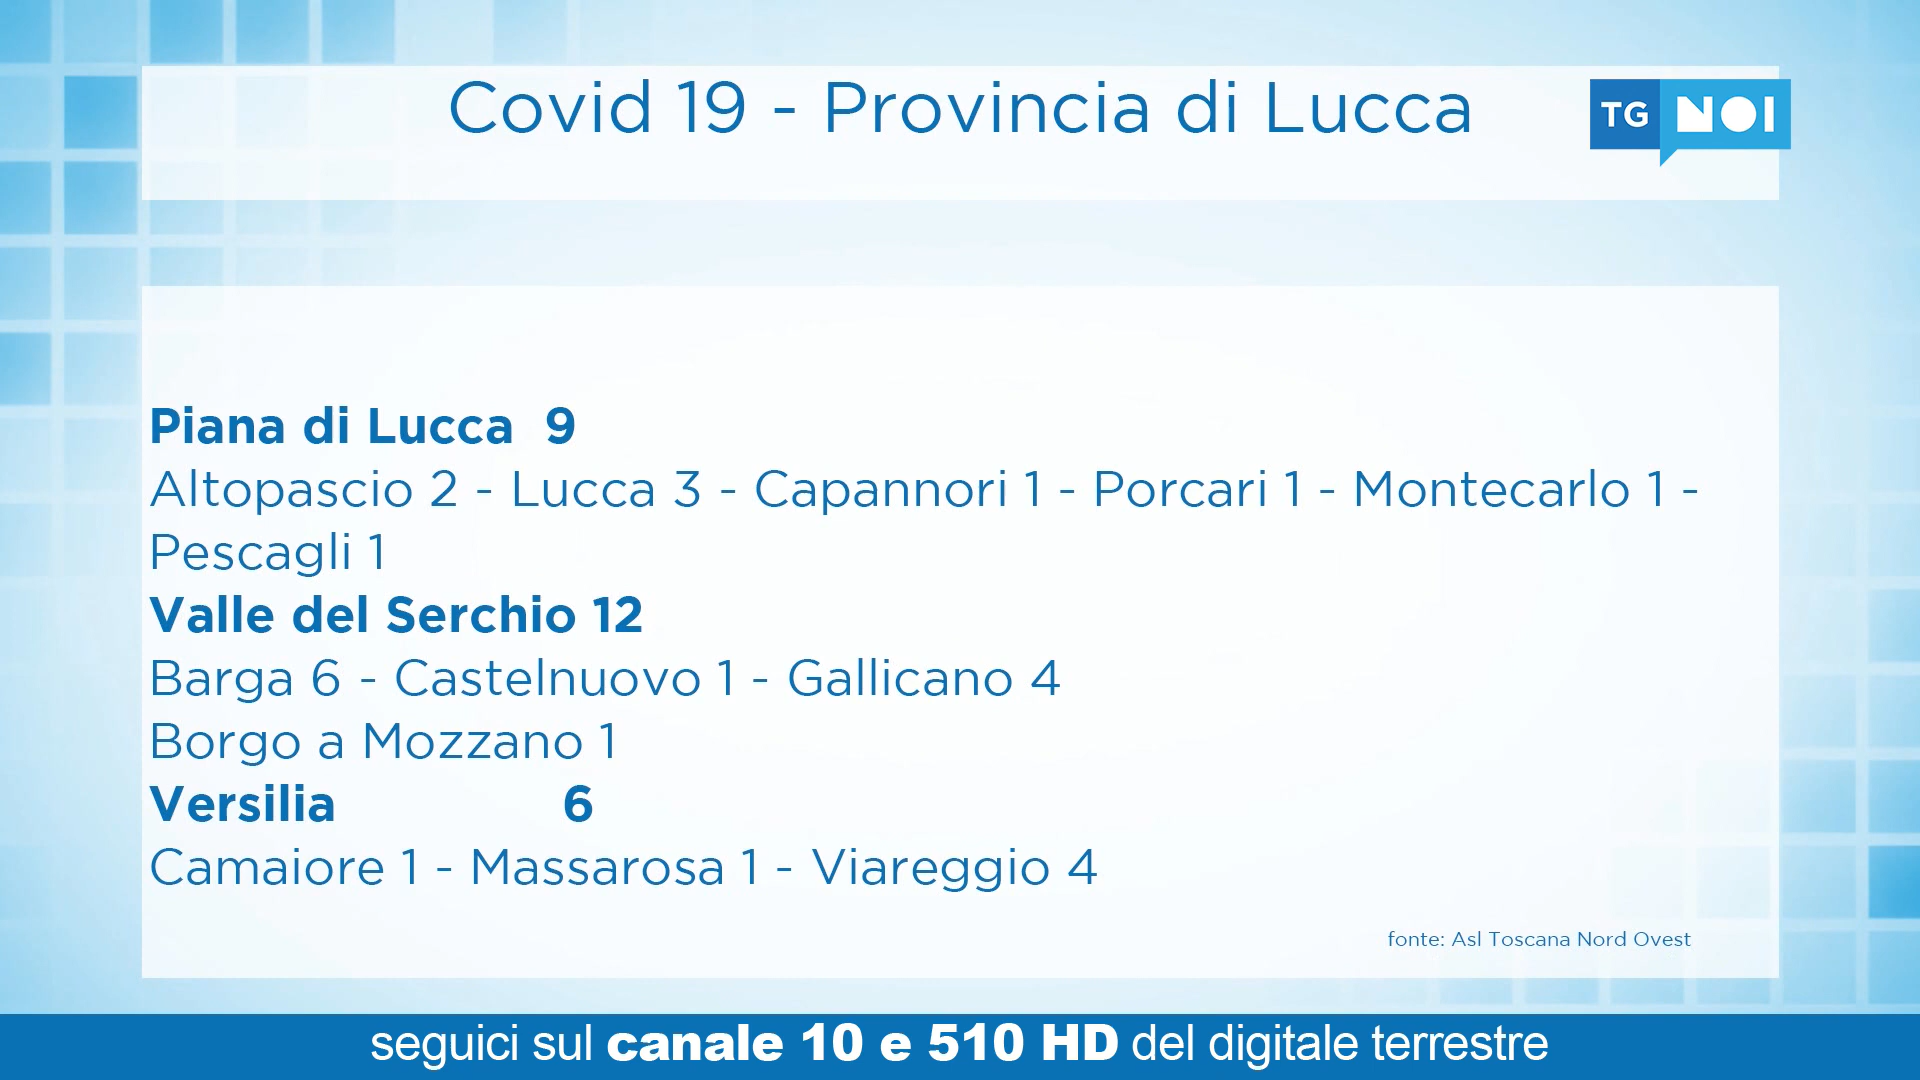 Covid 19 - Provincia di Lucca
TG NOI
Piana di Lucca 9
Altopascio 2 - Lucca 3 - Capannori 1 - Porcari 1 - Montecarlo 1 -
Pescagli 1
Valle del Serchio 12
Barga 6 - Castelnuovo 1 - Gallicano 4
Borgo a Mozzano 1
Versilia 6
Camaiore 1 - Massarosa 1 - Viareggio 4
fonte: Asl Toscana Nord Ovest
seguici sul canale 10 e 510 HD del digitale terrestre